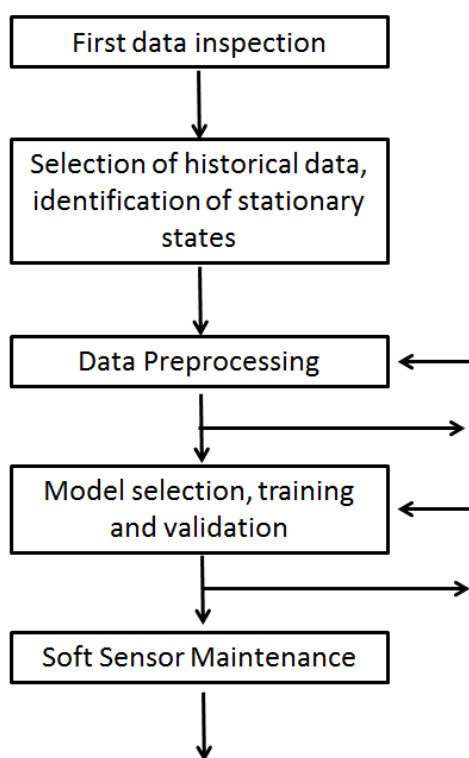 First data inspection
Selection of historical data,
identification of stationary
states
Data Preprocessing
Model selection, training
and validation
Soft Sensor Maintenance